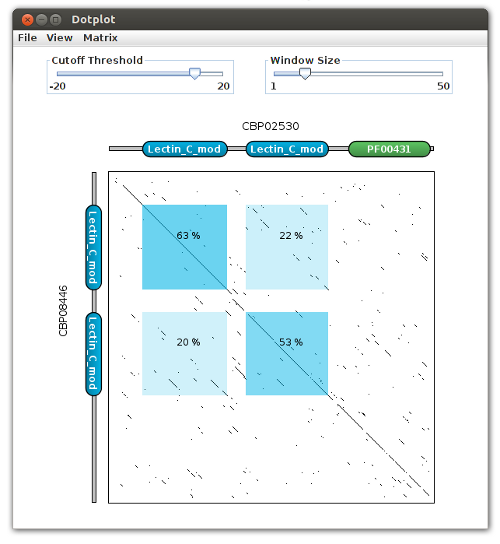 Dotplot
File View Matrix
Cutoff Threshold
-20 20
Window Size
1 50
CBP02530
Lectin_C_mod Lectin_C_mod PF00431
CBP08446
Lectin_C_mod
Lectin_C_mod
63 % 22 %
20 % 53 %